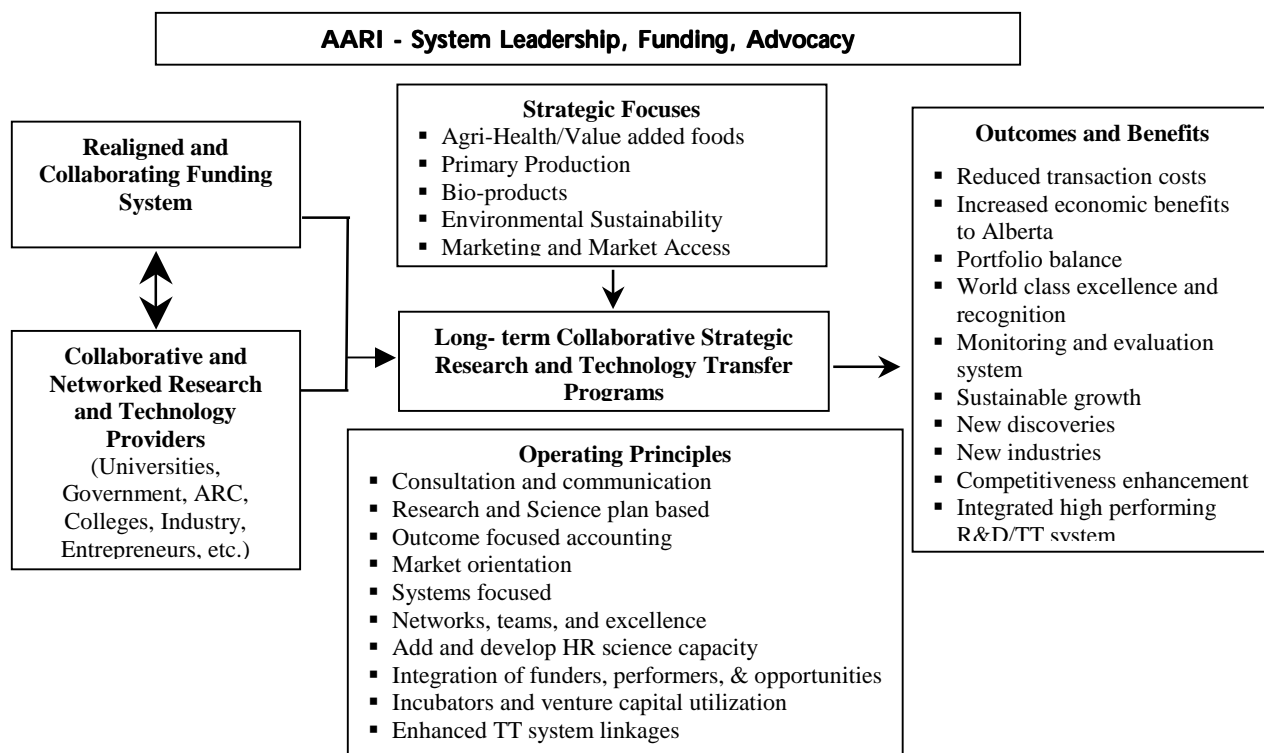 AARI - System Leadership, Funding, Advocacy
Realigned and
Collaborating Funding
System
Collaborative and
Networked Research
and Technology
Providers
(Universities,
Government, ARC,
Colleges, Industry,
Entrepreneurs, etc.)
Strategic Focuses
▪ Agri-Health/Value added foods
▪ Primary Production
▪ Bio-products
▪ Environmental Sustainability
▪ Marketing and Market Access
Long- term Collaborative Strategic
Research and Technology Transfer
Programs
Operating Principles
▪ Consultation and communication
▪ Research and Science plan based
▪ Outcome focused accounting
▪ Market orientation
▪ Systems focused
▪ Networks, teams, and excellence
▪ Add and develop HR science capacity
▪ Integration of funders, performers, & opportunities
▪ Incubators and venture capital utilization
▪ Enhanced TT system linkages
Outcomes and Benefits
▪ Reduced transaction costs
▪ Increased economic benefits
to Alberta
▪ Portfolio balance
▪ World class excellence and
recognition
▪ Monitoring and evaluation
system
▪ Sustainable growth
▪ New discoveries
▪ New industries
▪ Competitiveness enhancement
▪ Integrated high performing
R&D/TT system